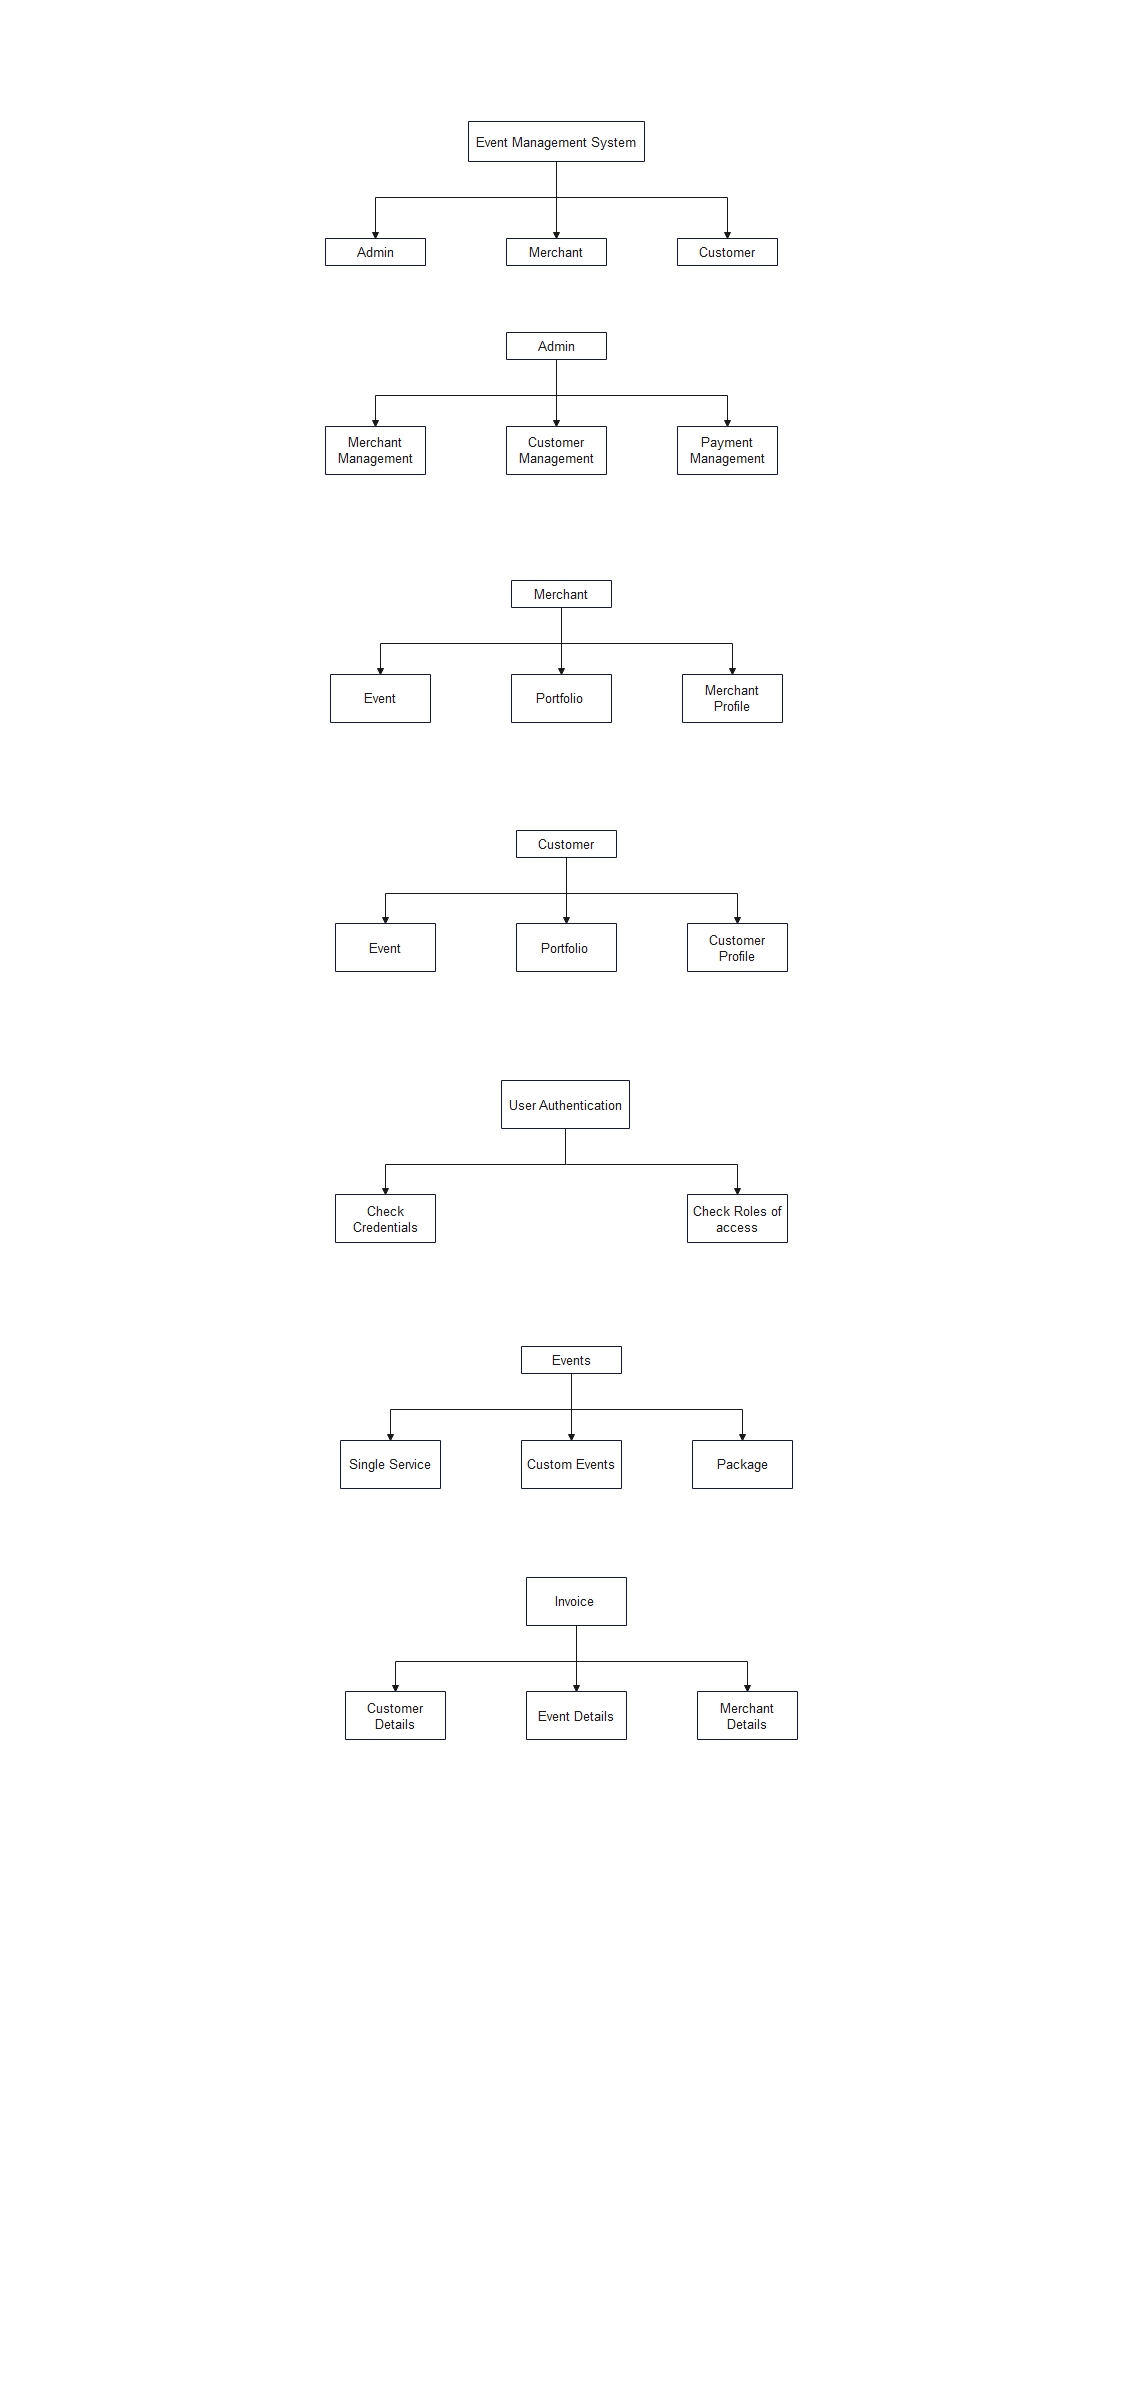 Event Management System
Admin
Merchant
Customer
Admin
Merchant
Management
Customer
Management
Payment
Management
Merchant
Event
Portfolio
Merchant
Profile
Customer
Event
Portfolio
Customer
Profile
User Authentication
Check
Credentials
Check Roles of
access
Events
Single Service
Custom Events
Package
Invoice
Customer
Details
Event Details
Merchant
Details